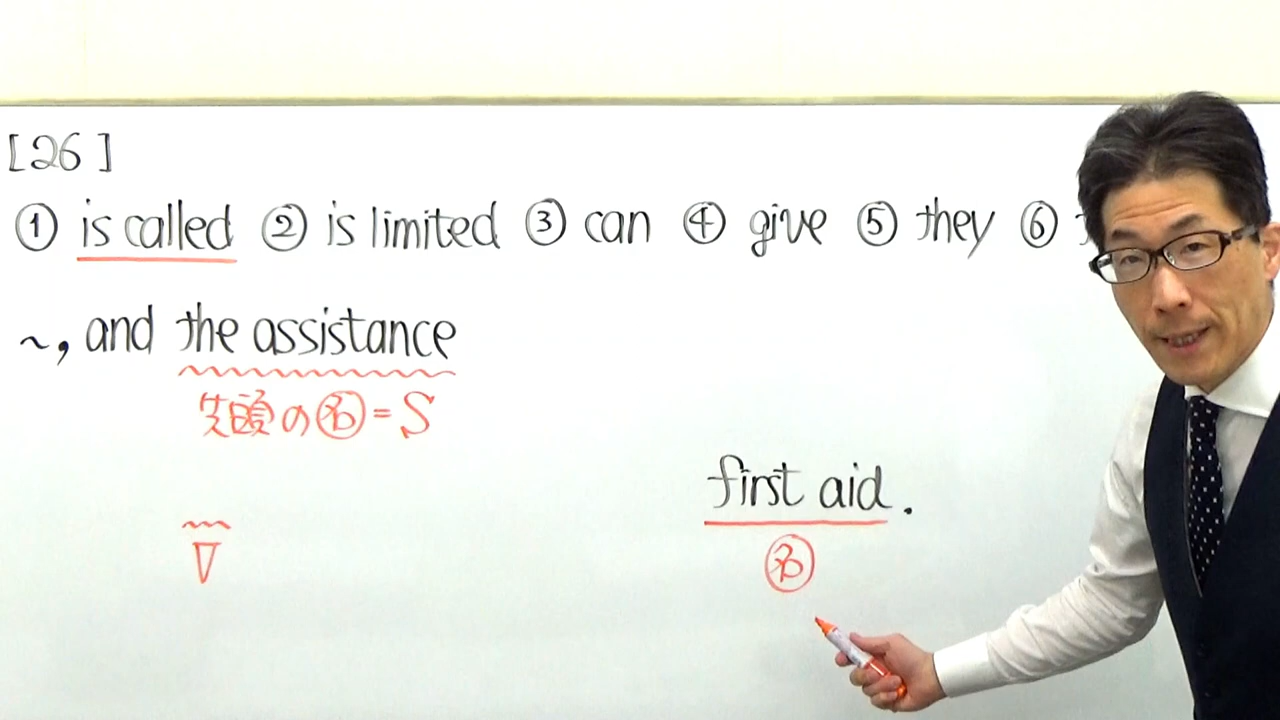 [26]
① is called ② is limited ③ can ④ give ⑤ they ⑥
~, and the assistance
先頭の名=S
first aid.
V
名